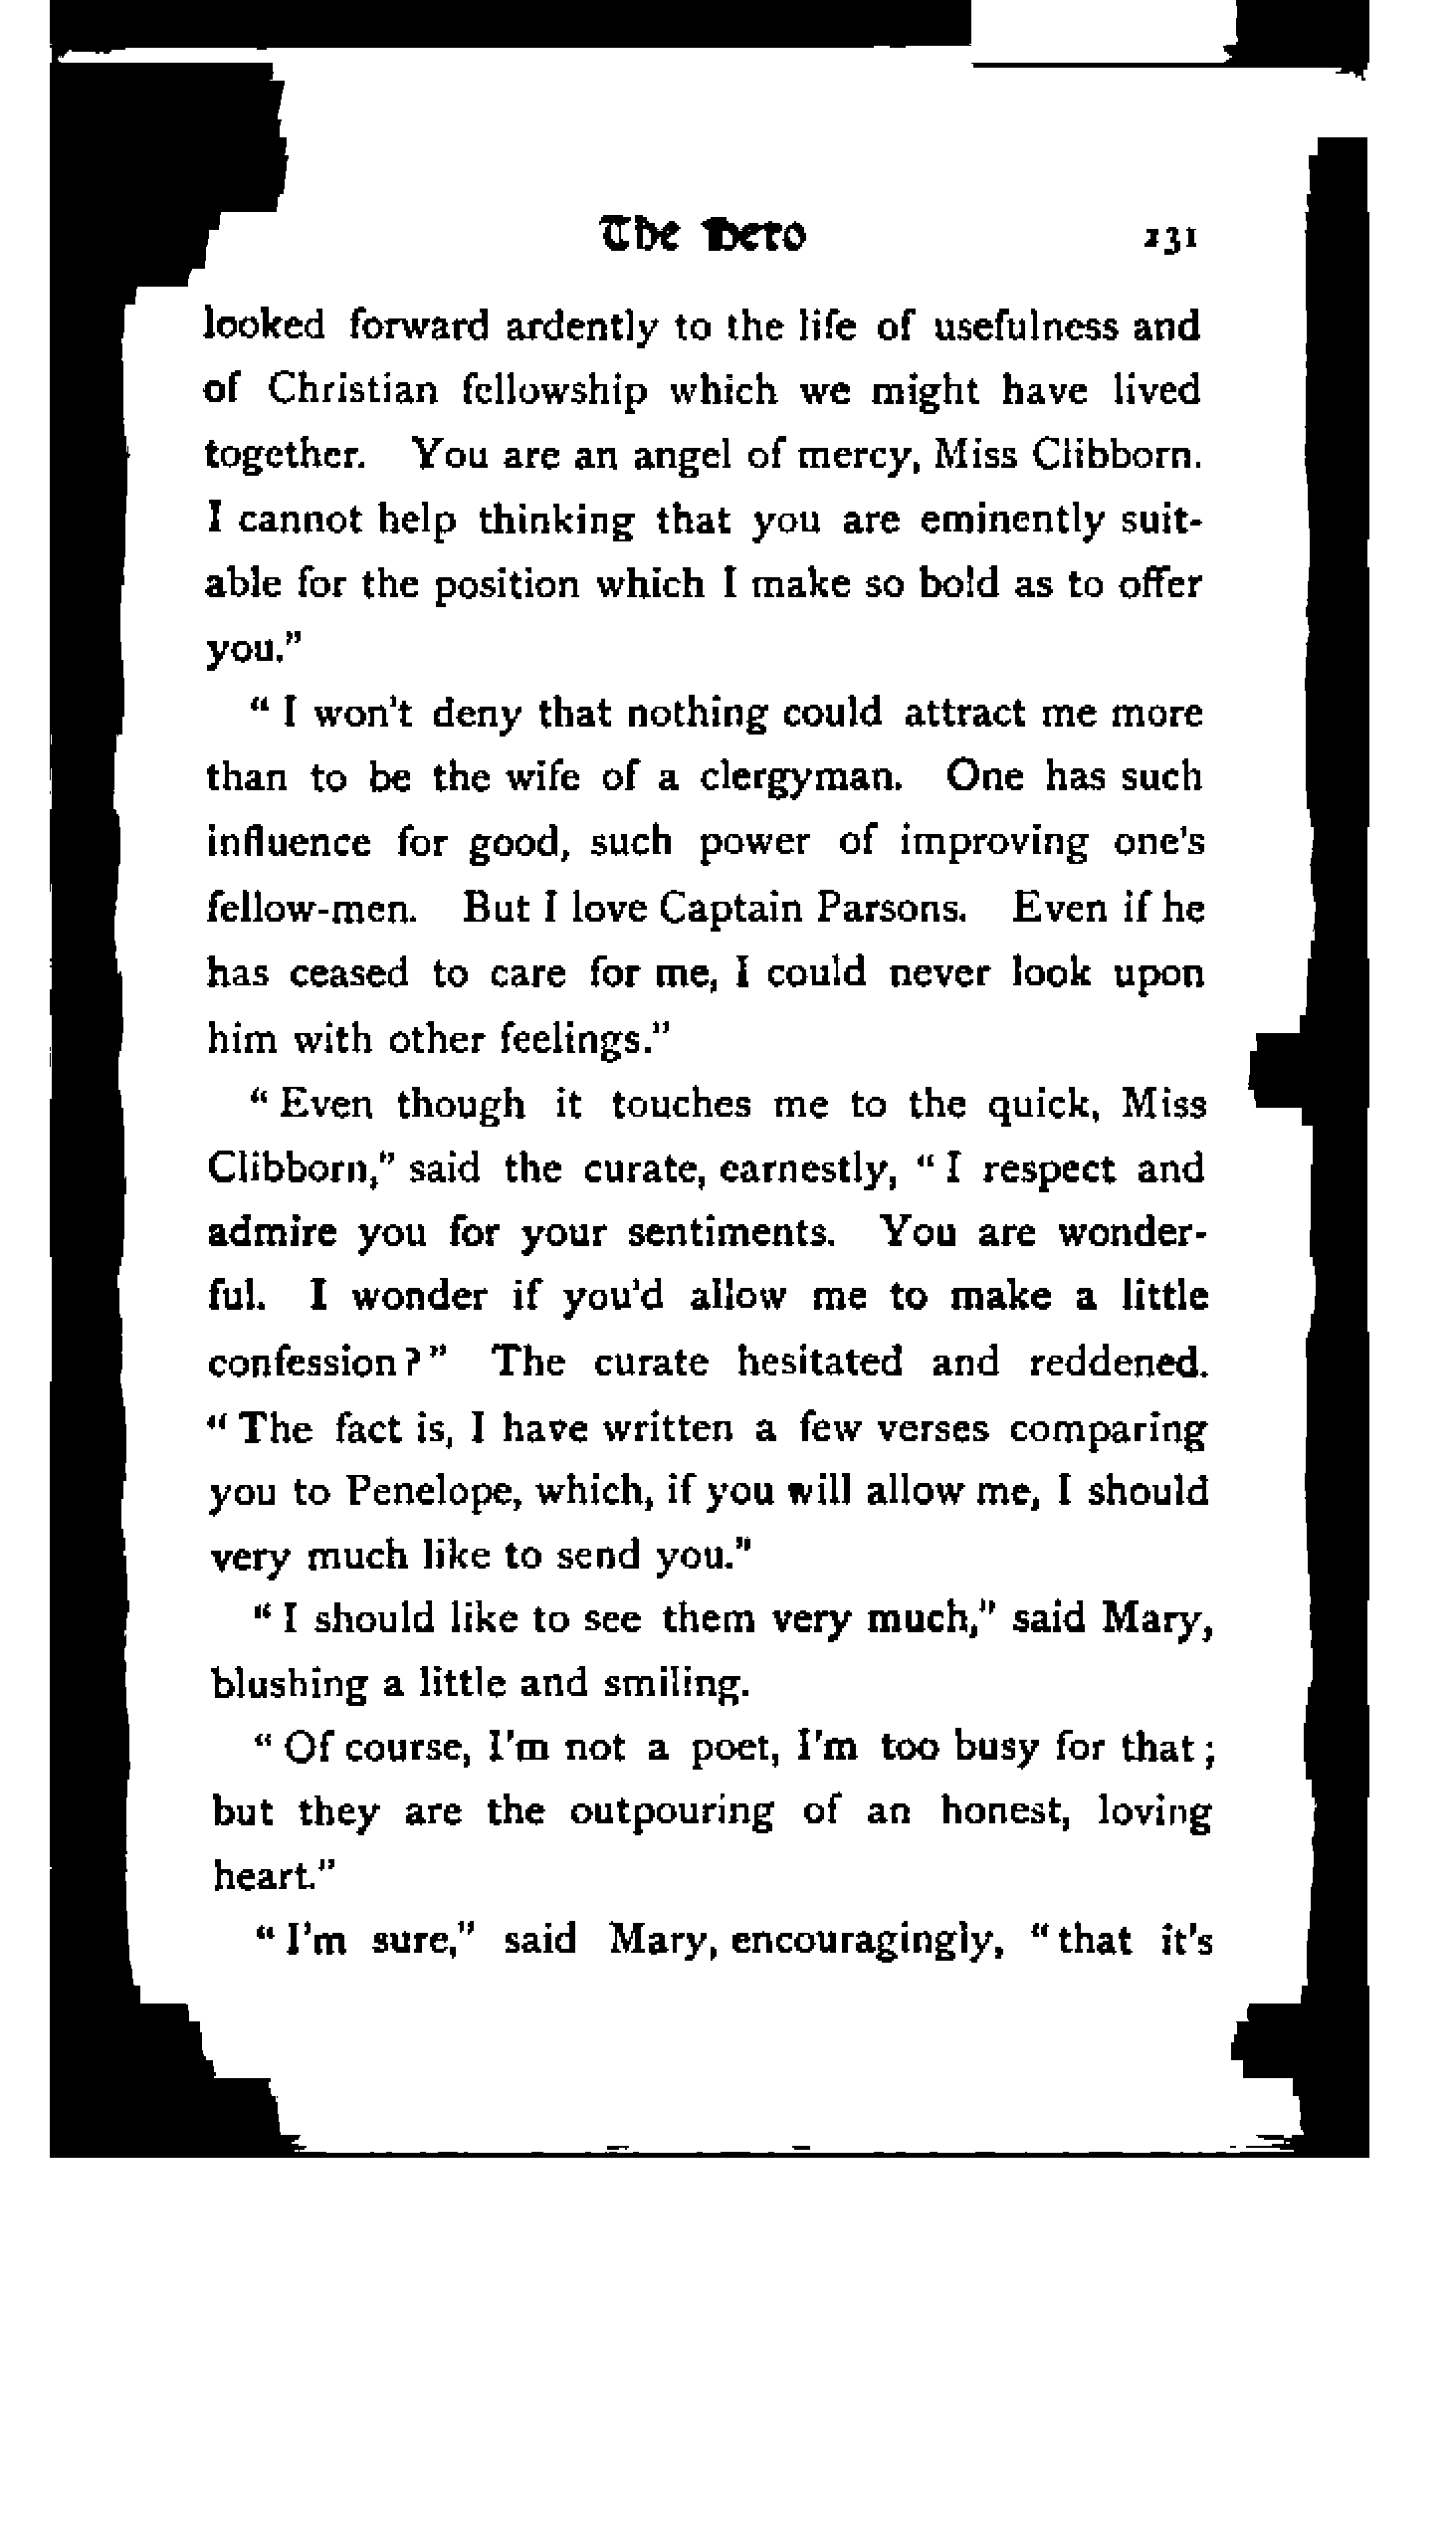 The Hero 231
looked forward ardently to the life of usefulness and
of Christian fellowship which we might have lived
together. You are an angel of mercy, Miss Clibborn.
I cannot help thinking that you are eminently suit-
able for the position which I make so bold as to offer
you.”
“ I won’t deny that nothing could attract me more
than to be the wife of a clergyman. One has such
influence for good, such power of improving one’s
fellow-men. But I love Captain Parsons. Even if he
has ceased to care for me, I could never look upon
him with other feelings.”
“ Even though it touches me to the quick, Miss
Clibborn,” said the curate, earnestly, “ I respect and
admire you for your sentiments. You are wonder-
ful. I wonder if you’d allow me to make a little
confession ? ” The curate hesitated and reddened.
“ The fact is, I have written a few verses comparing
you to Penelope, which, if you will allow me, I should
very much like to send you.”
“ I should like to see them very much,” said Mary,
blushing a little and smiling.
“ Of course, I’m not a poet, I’m too busy for that ;
but they are the outpouring of an honest, loving
heart.”
“ I’m sure,” said Mary, encouragingly, “ that it’s